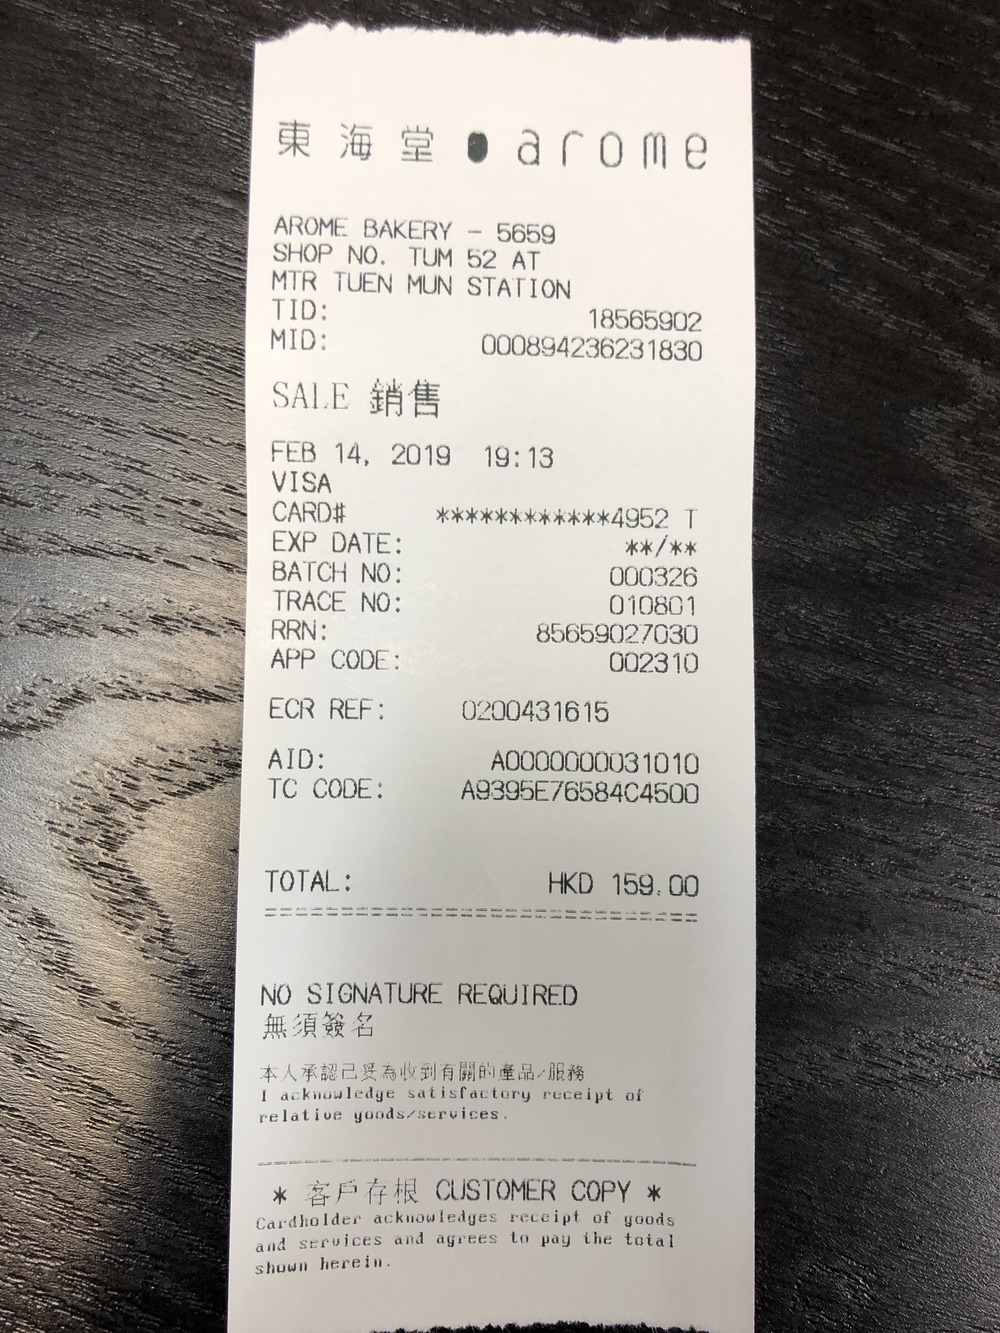 東海堂 ● arome
AROME BAKERY - 5659
SHOP NO. TUM 52 AT
MTR TUEN MUN STATION
TID: 18565902
MID: 000894236231830
SALE 銷售
FEB 14, 2019 19:13
VISA
CARD# ************4952 T
EXP DATE: **/**
BATCH NO: 000326
TRACE NO: 010801
RRN: 85659027030
APP CODE: 002310
ECR REF: 0200431615
AID: A0000000031010
TC CODE: A9395E76584C4500
TOTAL: HKD 159.00
NO SIGNATURE REQUIRED
無須簽名
本人承認已妥為收到有關的產品/服務
I acknowledge satisfactory receipt of
relative goods/services.
* 客戶存根 CUSTOMER COPY *
Cardholder acknowledges receipt of goods
and services and agrees to pay the total
shown herein.